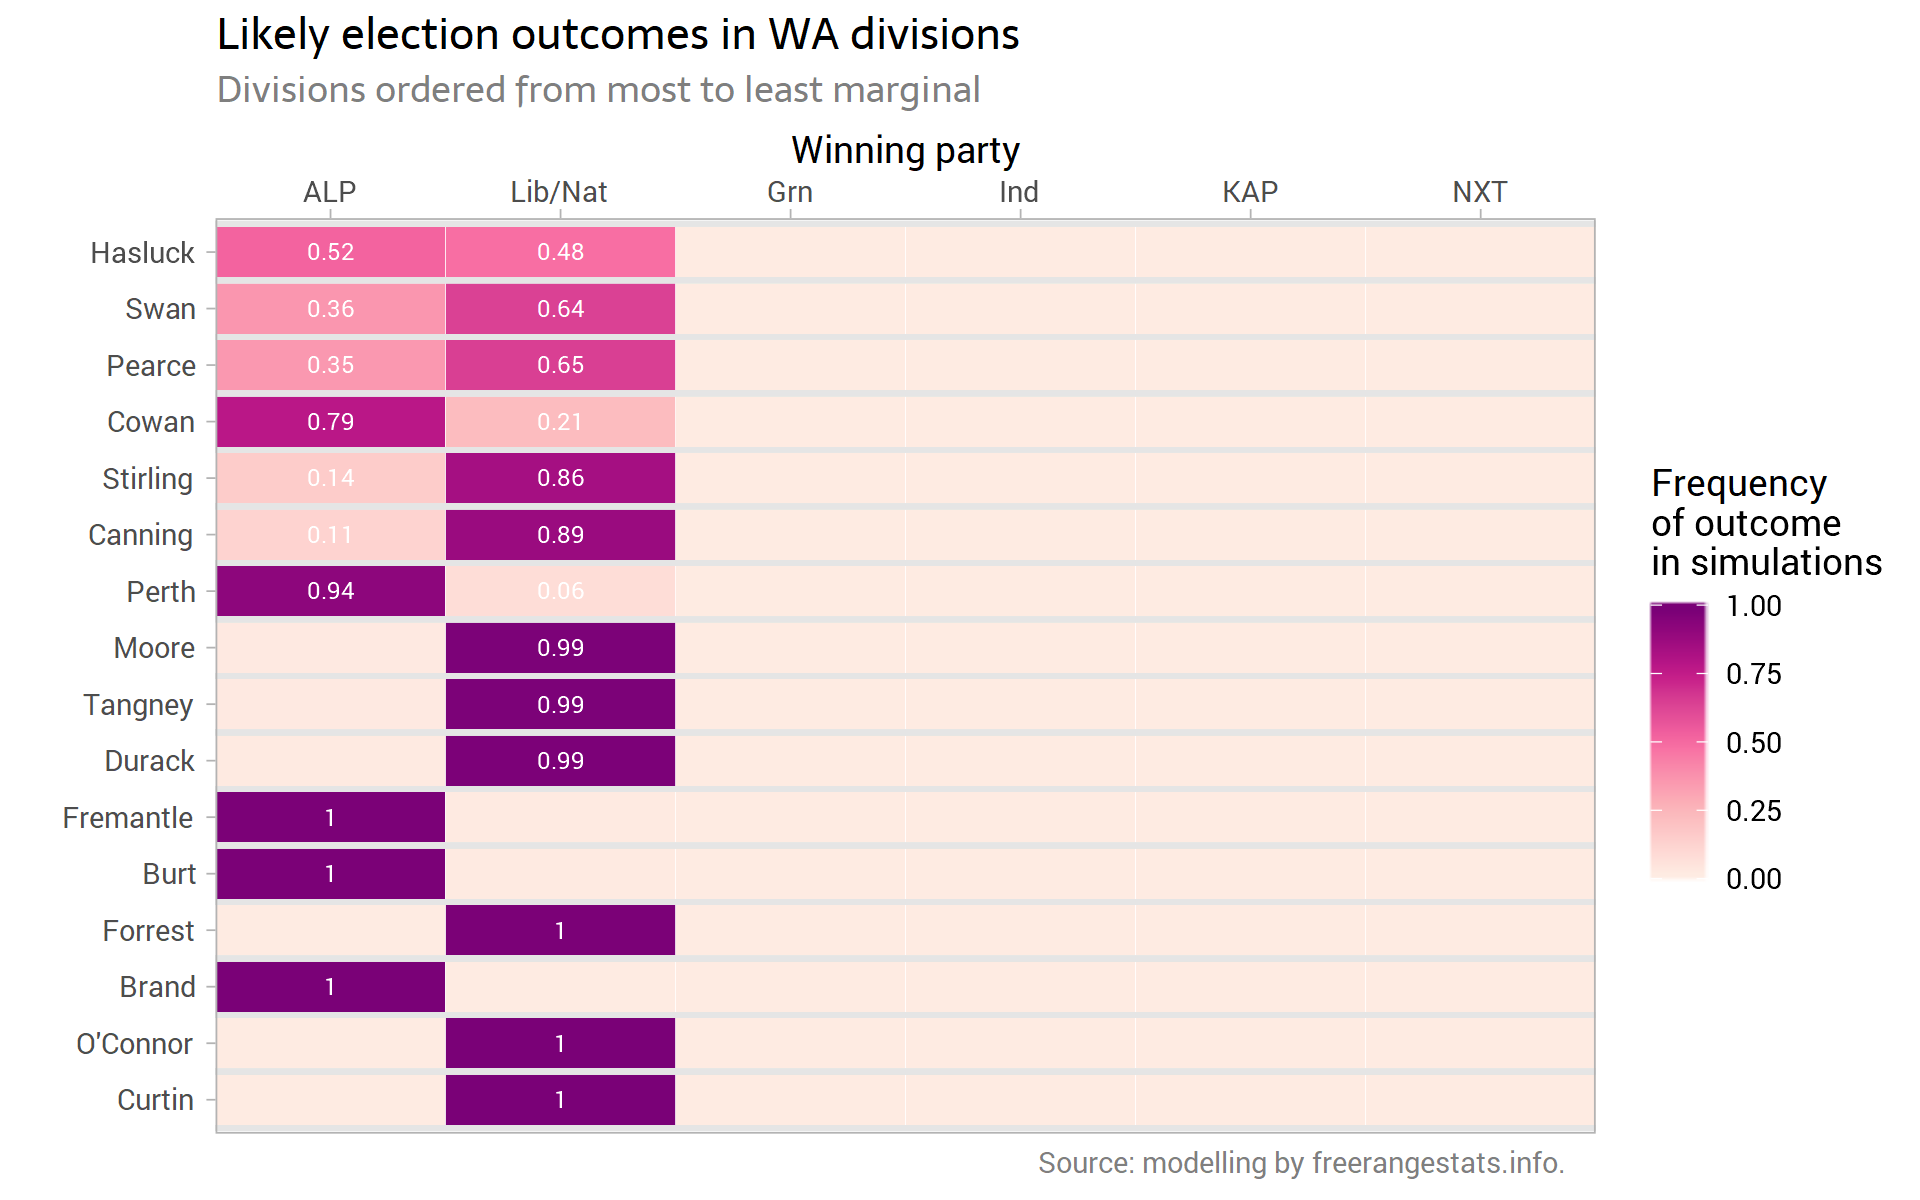 Likely election outcomes in WA divisions
Divisions ordered from most to least marginal
Winning party
ALP Lib/Nat Grn Ind KAP NXT
Hasluck 0.52 0.48
Swan 0.36 0.64
Pearce 0.35 0.65
Cowan 0.79 0.21
Stirling 0.14 0.86
Canning 0.11 0.89
Perth 0.94 0.06
Moore 0.99
Tangney 0.99
Durack 0.99
Fremantle 1
Burt 1
Forrest 1
Brand 1
O'Connor 1
Curtin 1
Frequency
of outcome
in simulations
1.00
0.75
0.50
0.25
0.00
Source: modelling by freerangestats.info.